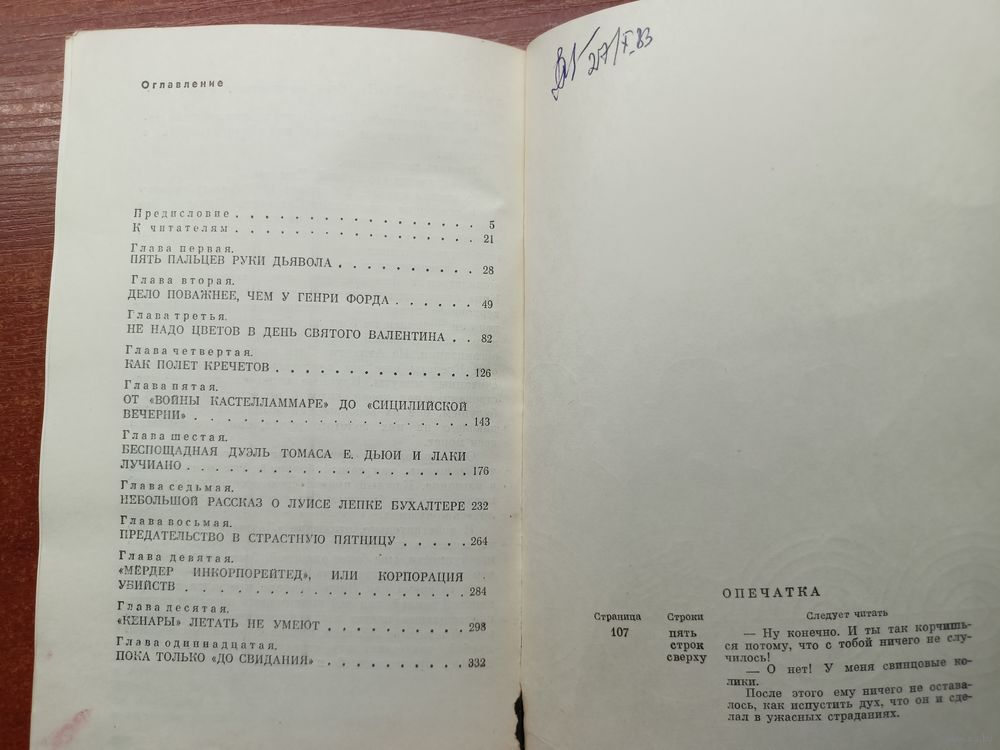 Оглавление
Предисловие . . . . . . . . . . . . . . . . . 5
К читателям . . . . . . . . . . . . . . . . . 21
Глава первая.
ПЯТЬ ПАЛЬЦЕВ РУКИ ДЬЯВОЛА . . . . . . . . . . 28
Глава вторая.
ДЕЛО ПОВАЖНЕЕ, ЧЕМ У ГЕНРИ ФОРДА . . . . . . 49
Глава третья.
НЕ НАДО ЦВЕТОВ В ДЕНЬ СВЯТОГО ВАЛЕНТИНА . . 82
Глава четвертая.
КАК ПОЛЕТ КРЕЧЕТОВ . . . . . . . . . . . . . . 126
Глава пятая.
ОТ «ВОЙНЫ КАСТЕЛЛАММАРЕ» ДО «СИЦИЛИЙСКОЙ
ВЕЧЕРНИ» . . . . . . . . . . . . . . . . . . . 143
Глава шестая.
БЕСПОЩАДНАЯ ДУЭЛЬ ТОМАСА Е. ДЬЮИ И ЛАКИ
ЛУЧИАНО . . . . . . . . . . . . . . . . . . . 176
Глава седьмая.
НЕБОЛЬШОЙ РАССКАЗ О ЛУИСЕ ЛЕПКЕ БУХАЛТЕРЕ 232
Глава восьмая.
ПРЕДАТЕЛЬСТВО В СТРАСТНУЮ ПЯТНИЦУ . . . . . 264
Глава девятая.
«МЁРДЕР ИНКОРПОРЕЙТЕД», ИЛИ КОРПОРАЦИЯ
УБИЙСТВ . . . . . . . . . . . . . . . . . . . 284
Глава десятая.
«КЕНАРЫ» ЛЕТАТЬ НЕ УМЕЮТ . . . . . . . . . . 298
Глава одиннадцатая.
ПОКА ТОЛЬКО «ДО СВИДАНИЯ» . . . . . . . . . . 332
27/X-83
ОПЕЧАТКА
Страница Строки Следует читать
107 пять — Ну конечно. И ты так корчишь-
строк ся потому, что с тобой ничего не слу-
сверху чилось!
— О нет! У меня свинцовые ко-
лики.
После этого ему ничего не остава-
лось, как испустить дух, что он и сде-
лал в ужасных страданиях.